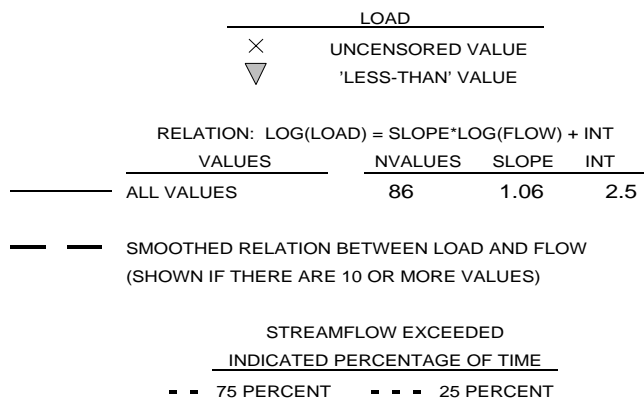 LOAD
UNCENSORED VALUE
'LESS-THAN' VALUE
RELATION: LOG(LOAD) = SLOPE*LOG(FLOW) + INT
VALUES NVALUES SLOPE INT
ALL VALUES 86 1.06 2.5
SMOOTHED RELATION BETWEEN LOAD AND FLOW
(SHOWN IF THERE ARE 10 OR MORE VALUES)
STREAMFLOW EXCEEDED
INDICATED PERCENTAGE OF TIME
75 PERCENT 25 PERCENT